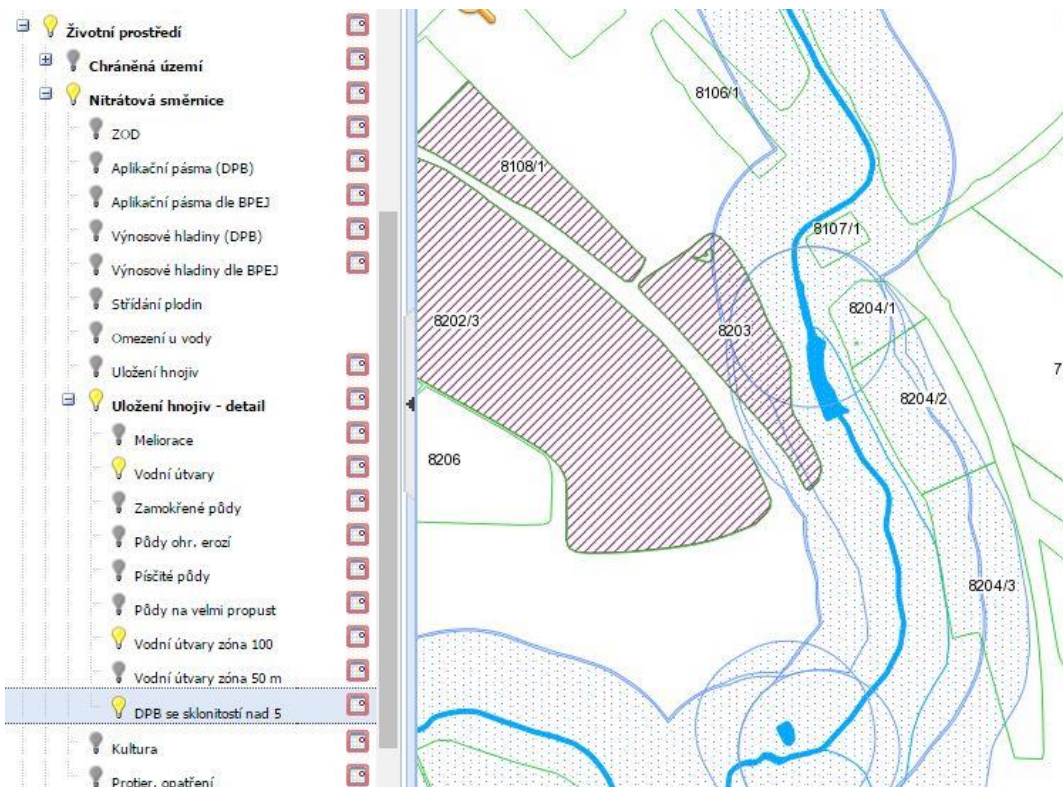 Životní prostředí
Chráněná území
Nitrátová směrnice
ZOD
Aplikační pásma (DPB)
Aplikační pásma dle BPEJ
Výnosové hladiny (DPB)
Výnosové hladiny dle BPEJ
Střídání plodin
Omezení u vody
Uložení hnojiv
Uložení hnojiv - detail
Meliorace
Vodní útvary
Zamokřené půdy
Půdy ohr. erozí
Písčité půdy
Půdy na velmi propust
Vodní útvary zóna 100
Vodní útvary zóna 50 m
DPB se sklonitostí nad 5
Kultura
Protier. opatření
8106/1
8108/1
8107/1
8204/1
8202/3
8203
7
8204/2
8206
8204/3